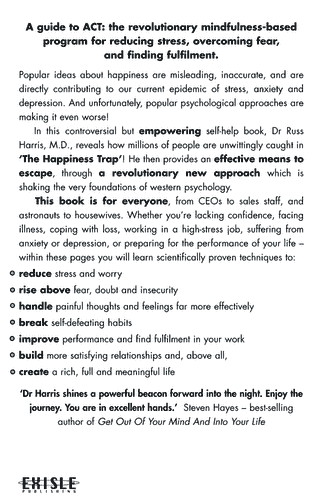 A guide to ACT: the revolutionary mindfulness-based
program for reducing stress, overcoming fear,
and finding fulfilment.
Popular ideas about happiness are misleading, inaccurate, and are
directly contributing to our current epidemic of stress, anxiety and
depression. And unfortunately, popular psychological approaches are
making it even worse!
In this controversial but empowering self-help book, Dr Russ
Harris, M.D., reveals how millions of people are unwittingly caught in
'The Happiness Trap'! He then provides an effective means to
escape, through a revolutionary new approach which is
shaking the very foundations of western psychology.
This book is for everyone, from CEOs to sales staff, and
astronauts to housewives. Whether you're lacking confidence, facing
illness, coping with loss, working in a high-stress job, suffering from
anxiety or depression, or preparing for the performance of your life –
within these pages you will learn scientifically proven techniques to:
reduce stress and worry
rise above fear, doubt and insecurity
handle painful thoughts and feelings far more effectively
break self-defeating habits
improve performance and find fulfilment in your work
build more satisfying relationships and, above all,
create a rich, full and meaningful life
'Dr Harris shines a powerful beacon forward into the night. Enjoy the
journey. You are in excellent hands.' Steven Hayes – best-selling
author of Get Out Of Your Mind And Into Your Life
EXISLE
PUBLISHING